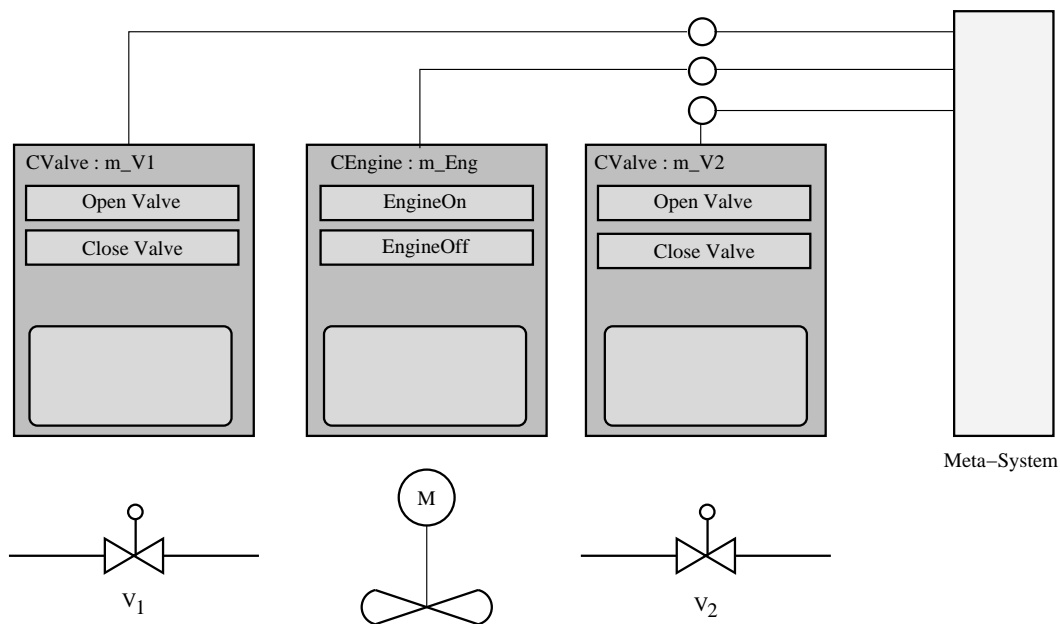 CValve : m_V1
Open Valve
Close Valve
CEngine : m_Eng
EngineOn
EngineOff
CValve : m_V2
Open Valve
Close Valve
Meta−System
M
V1
V2